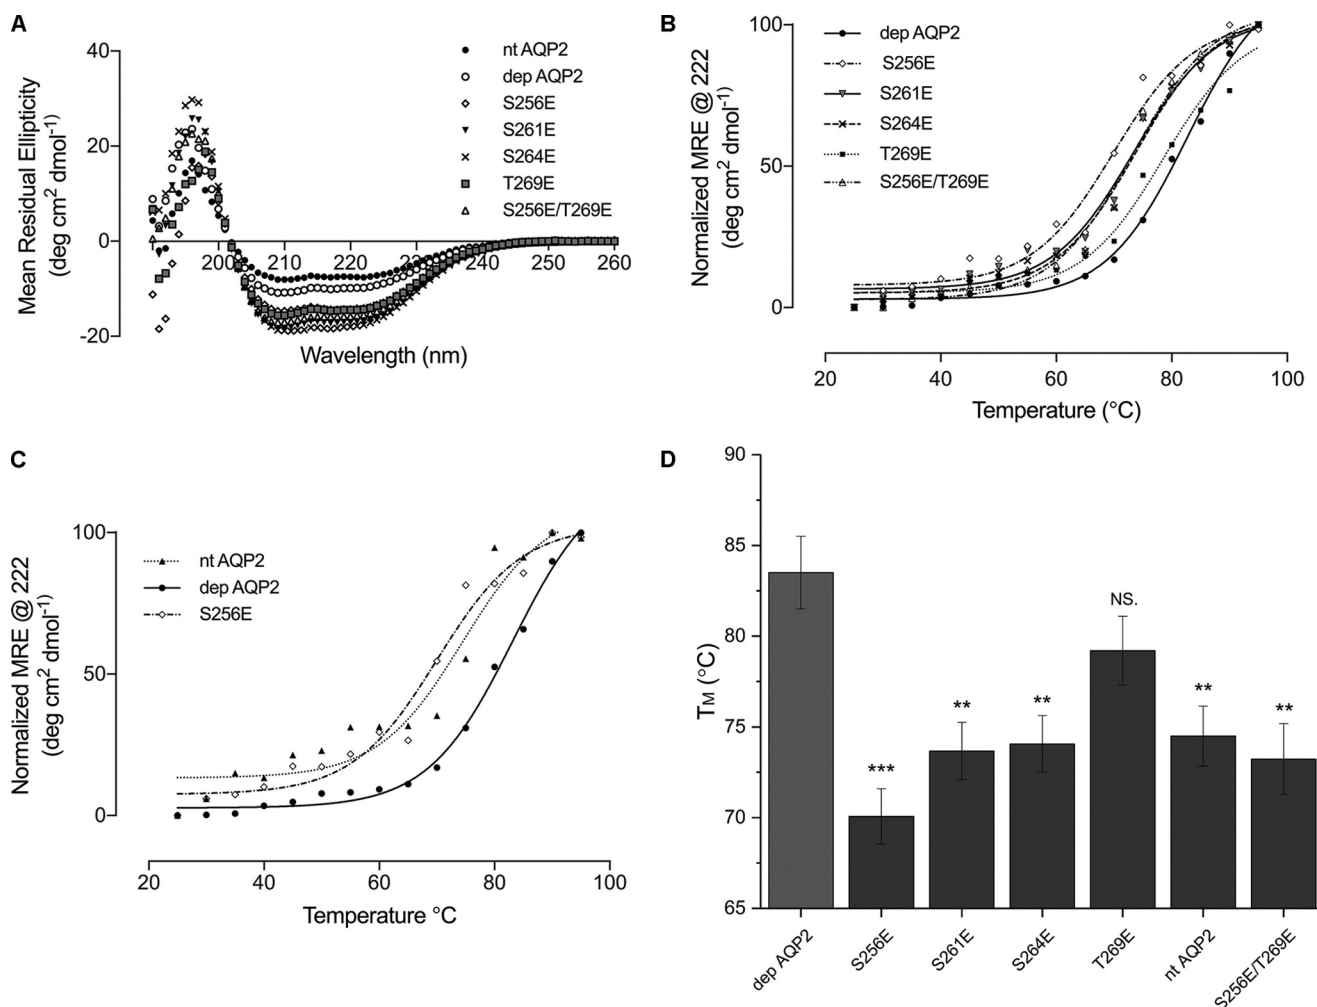 A
Mean Residual Ellipticity
(deg cm2 dmol-1)
40
20
0
-20
200
210
220
230
240
250
260
Wavelength (nm)
nt AQP2
dep AQP2
S256E
S261E
S264E
T269E
S256E/T269E
B
Normalized MRE @ 222
(deg cm2 dmol-1)
100
50
0
20
40
60
80
100
Temperature (°C)
dep AQP2
S256E
S261E
S264E
T269E
S256E/T269E
C
Normalized MRE @ 222
(deg cm2 dmol-1)
100
50
0
20
40
60
80
100
Temperature °C
nt AQP2
dep AQP2
S256E
D
TM (°C)
90
85
80
75
70
65
***
**
**
NS.
**
**
dep AQP2
S256E
S261E
S264E
T269E
nt AQP2
S256E/T269E